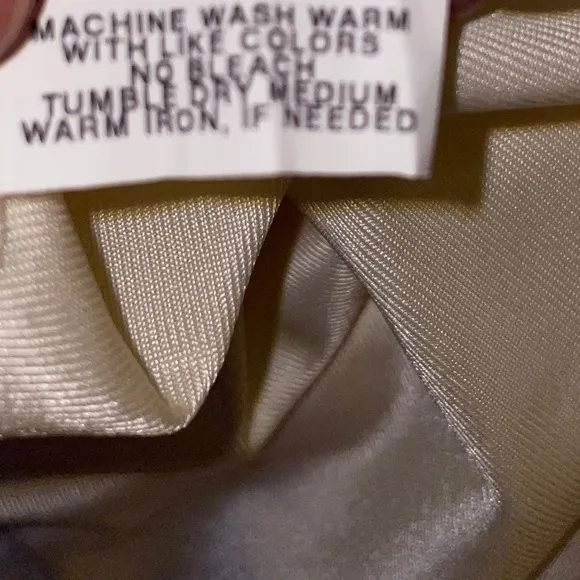 MACHINE WASH WARM
WITH LIKE COLORS
NO BLEACH
TUMBLE DRY MEDIUM
WARM IRON, IF NEEDED